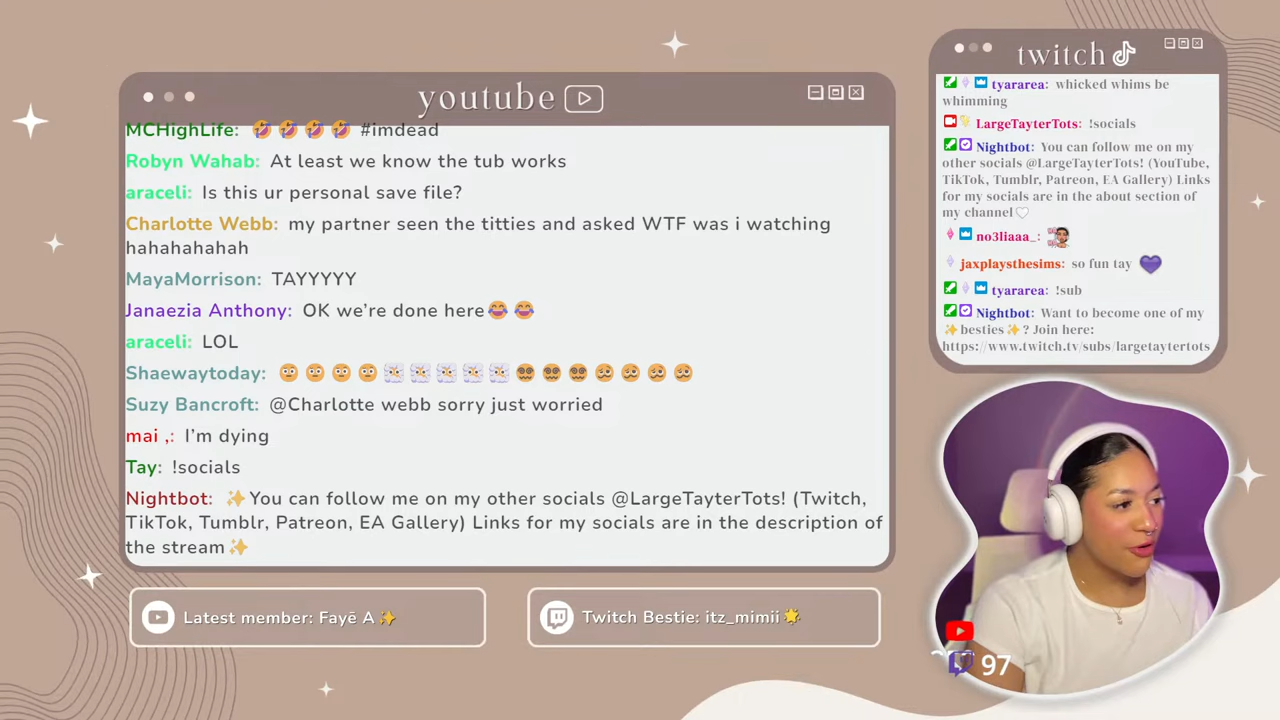 youtube
MCHighLife: 🤣 🤣 🤣 🤣 #imdead
Robyn Wahab: At least we know the tub works
araceli: Is this ur personal save file?
Charlotte Webb: my partner seen the titties and asked WTF was i watching
hahahahahah
MayaMorrison: TAYYYYY
Janaezia Anthony: OK we’re done here😂 😂
araceli: LOL
Shaewaytoday:
Suzy Bancroft: @Charlotte webb sorry just worried
mai ,: I’m dying
Tay: !socials
Nightbot: ✨You can follow me on my other socials @LargeTayterTots! (Twitch,
TikTok, Tumblr, Patreon, EA Gallery) Links for my socials are in the description of
the stream✨
Latest member: Fayē A✨
Twitch Bestie: itz_mimii🌟
twitch
tyararea: whicked whims be
whimming
LargeTayterTots: !socials
Nightbot: You can follow me on my
other socials @LargeTayterTots! (YouTube,
TikTok, Tumblr, Patreon, EA Gallery) Links
for my socials are in the about section of
my channel♡
no3liaaa_:
jaxplaysthesims: so fun tay 💜
tyararea: !sub
Nightbot: Want to become one of my
✨besties✨? Join here:
https://www.twitch.tv/subs/largetaytertots
97